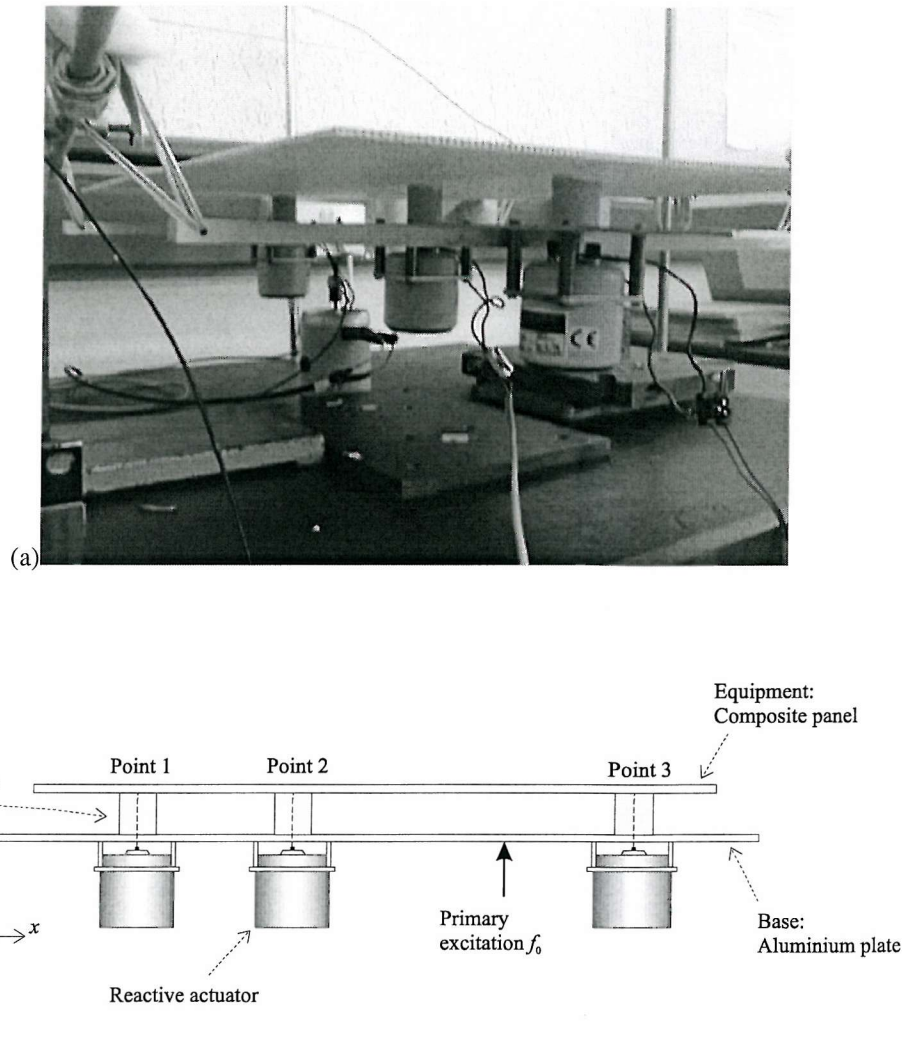 CE
(a)
Equipment:
Composite panel
Point 1
Point 2
Point 3
x
Primary
excitation f₀
Base:
Aluminium plate
Reactive actuator